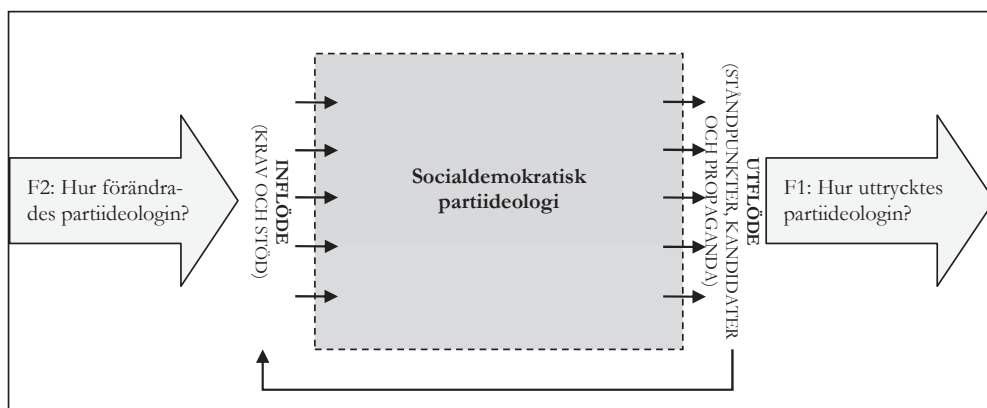 F2: Hur förändra-
des partiideologin?
INFLÖDE
(KRAV OCH STÖD)
Socialdemokratisk
partiideologi
UTFLÖDE
(STÅNDPUNKTER, KANDIDATER
OCH PROPAGANDA)
F1: Hur uttrycktes
partiideologin?